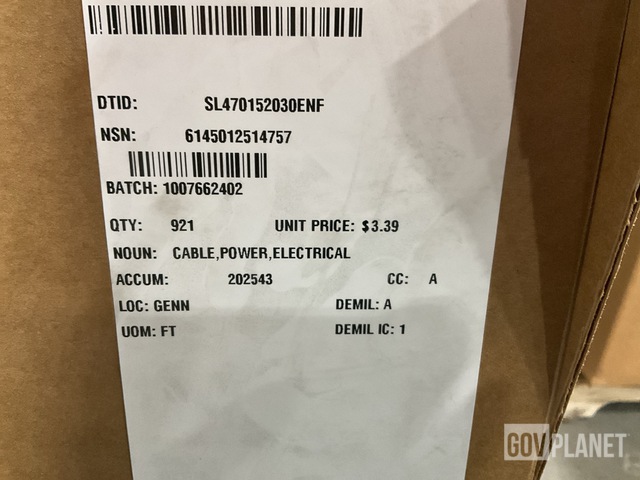 DTID: SL470152030ENF
NSN: 6145012514757
BATCH: 1007662402
QTY: 921 UNIT PRICE: $3.39
NOUN: CABLE,POWER,ELECTRICAL
ACCUM: 202543 CC: A
LOC: GENN DEMIL: A
UOM: FT DEMIL IC: 1
GOVPLANET